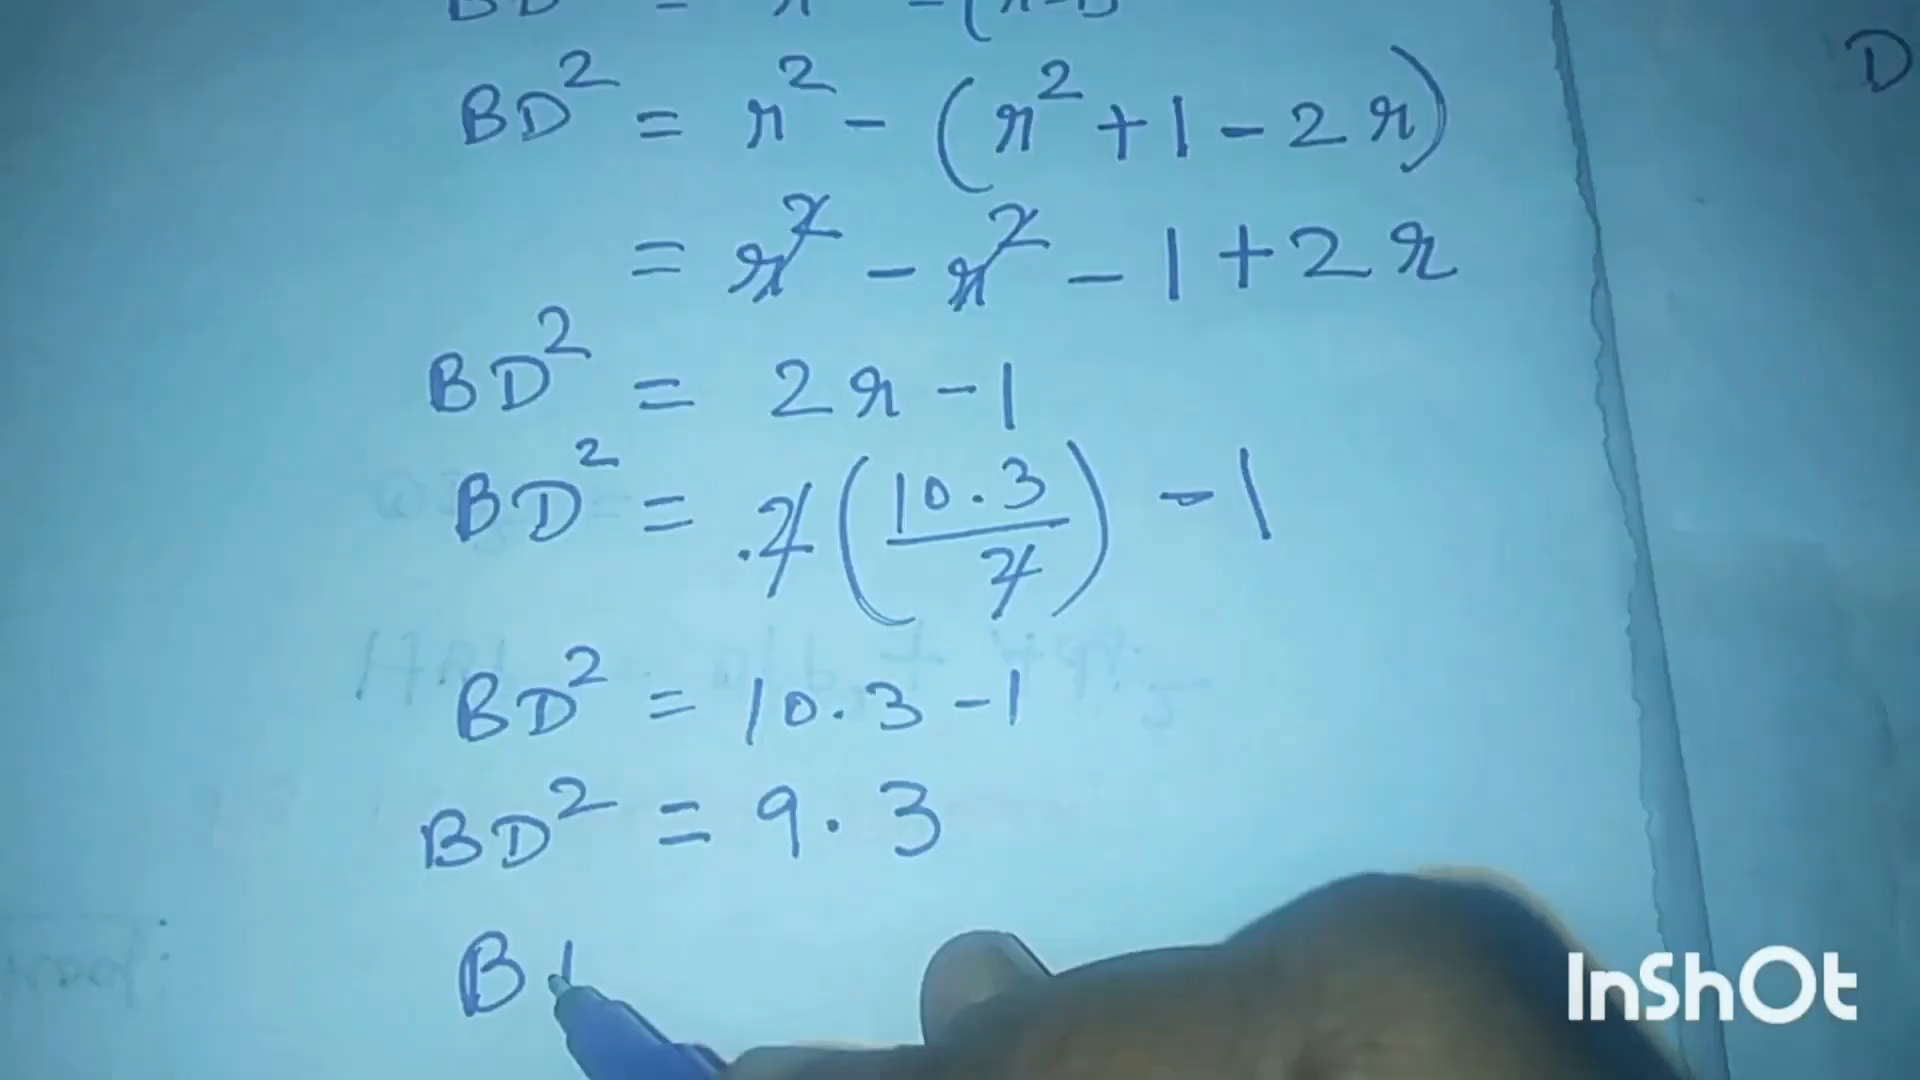 D
BD² = r² - (r² + 1 - 2r)
= r² - r² - 1 + 2r
BD² = 2r - 1
BD² = 2(10.3/2) - 1
BD² = 10.3 - 1
BD² = 9.3
B
InShOt